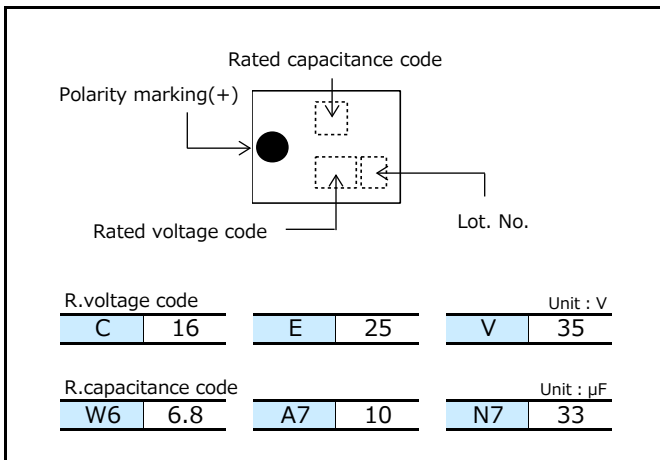 Rated capacitance code
Polarity marking(+)
Rated voltage code
Lot. No.
R.voltage code Unit : V
C 16 E 25 V 35
R.capacitance code Unit : μF
W6 6.8 A7 10 N7 33